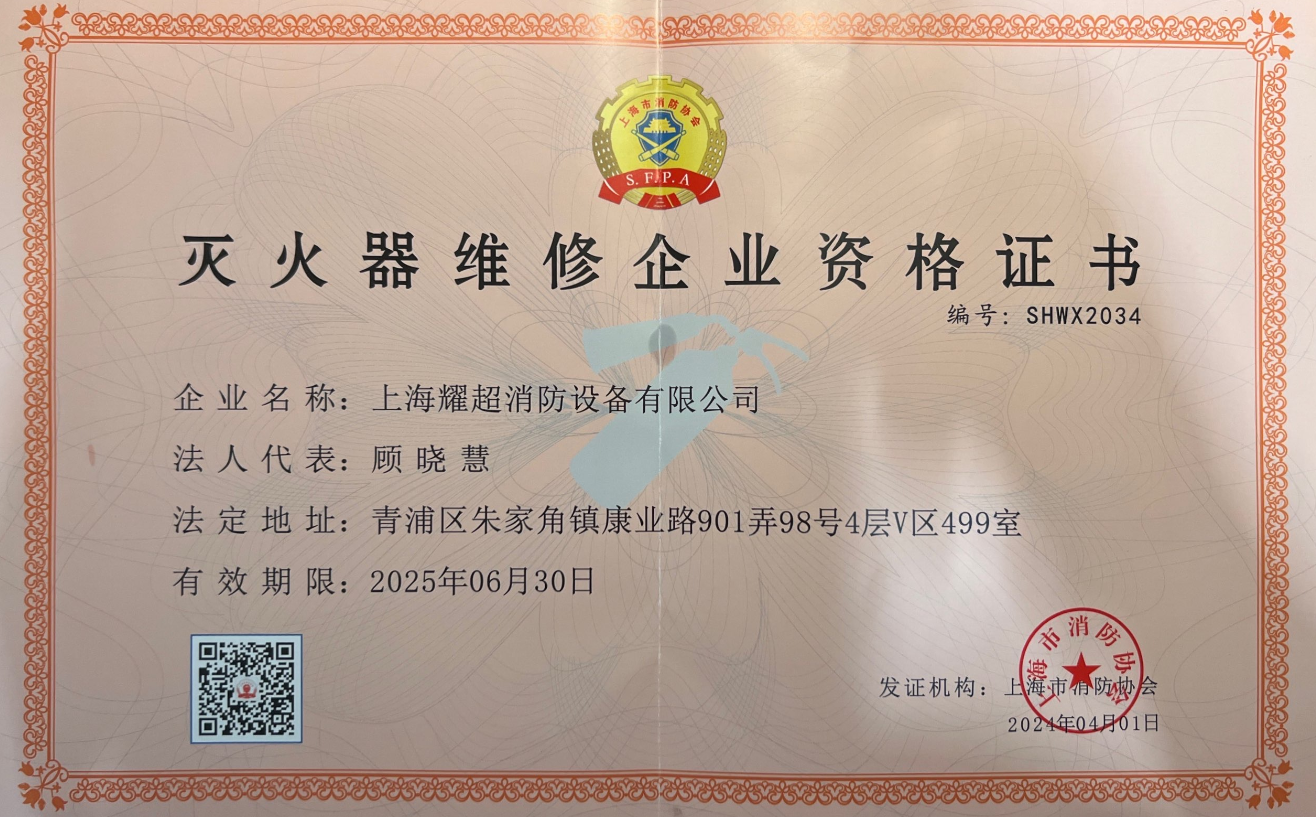 上海市消防协会
S.F.P.A
灭火器维修企业资格证书
编号：SHWX2034
企业名称：上海耀超消防设备有限公司
法人代表：顾晓慧
法定地址：青浦区朱家角镇康业路901弄98号4层V区499室
有效期限：2025年06月30日
上海市消防协会
发证机构：上海市消防协会
2024年04月01日